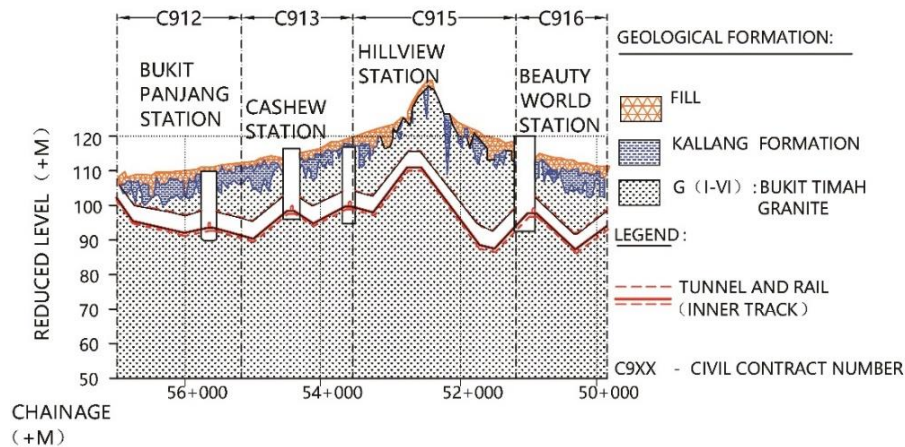 C912
C913
C915
C916
BUKIT
PANJANG
STATION
CASHEW
STATION
HILLVIEW
STATION
BEAUTY
WORLD
STATION
REDUCED LEVEL (+M)
120
110
100
90
80
70
60
50
56+000
54+000
52+000
50+000
CHAINAGE
(+M)
GEOLOGICAL FORMATION:
FILL
KALLANG FORMATION
G (I-VI) : BUKIT TIMAH
GRANITE
LEGEND :
TUNNEL AND RAIL
(INNER TRACK)
C9XX - CIVIL CONTRACT NUMBER